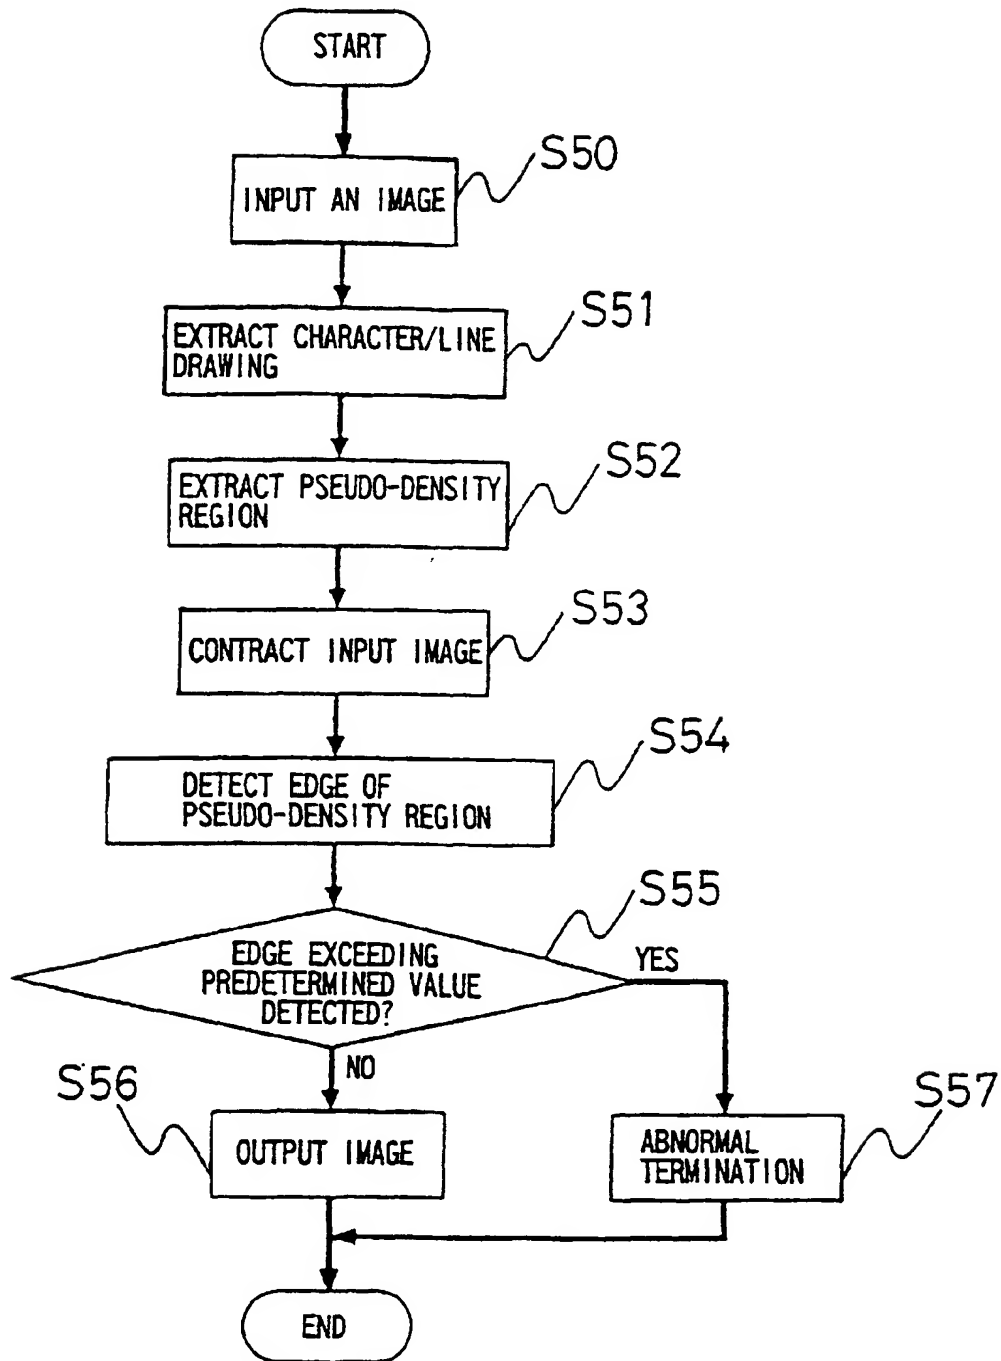 START
S50
INPUT AN IMAGE
S51
EXTRACT CHARACTER/LINE
DRAWING
S52
EXTRACT PSEUDO-DENSITY
REGION
S53
CONTRACT INPUT IMAGE
S54
DETECT EDGE OF
PSEUDO-DENSITY REGION
S55
EDGE EXCEEDING
PREDETERMINED VALUE
DETECTED?
YES
NO
S56
OUTPUT IMAGE
S57
ABNORMAL
TERMINATION
END